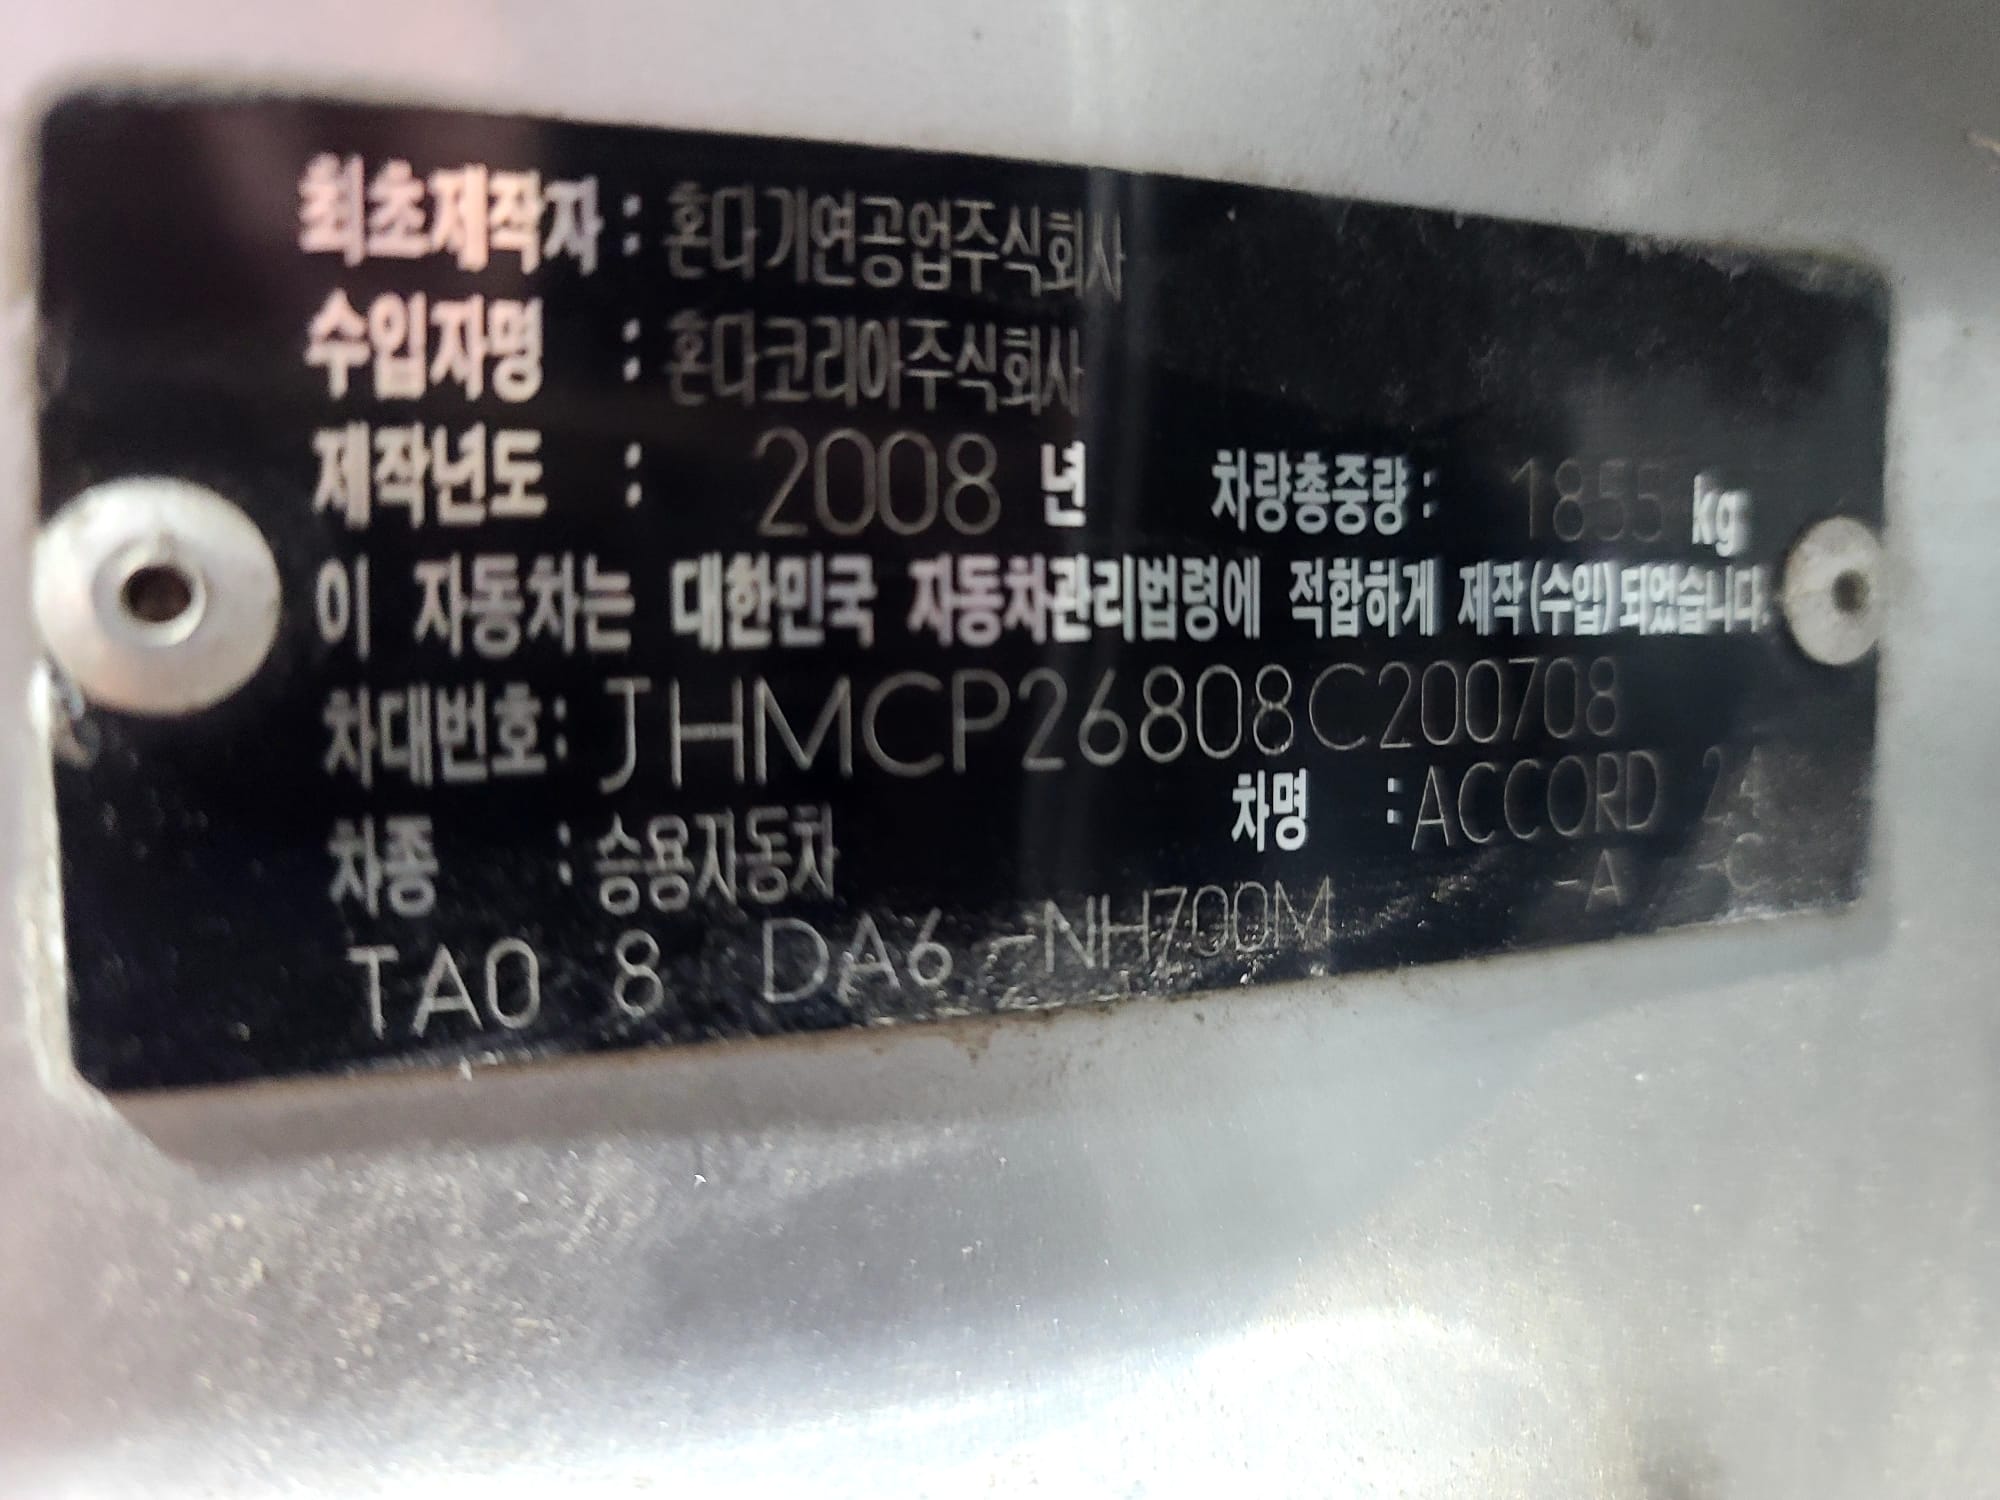 최초제작자 : 혼다기연공업주식회사
수입자명 : 혼다코리아주식회사
제작년도 : 2008 년 차량총중량 : 1855 kg
이 자동차는 대한민국 자동차관리법령에 적합하게 제작(수입)되었습니다.
차대번호 : JHMCP26808C200708
차종 : 승용자동차 차명 : ACCORD 2.4
TA0 8 DA6 -NH700M -A -C